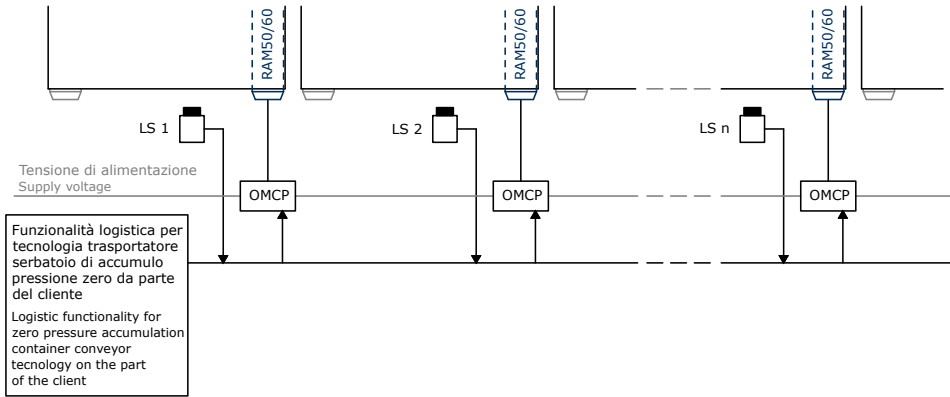 RAM50/60
RAM50/60
RAM50/60
LS 1
LS 2
LS n
Tensione di alimentazione
Supply voltage
OMCP
OMCP
OMCP
Funzionalità logistica per
tecnologia trasportatore
serbatoio di accumulo
pressione zero da parte
del cliente
Logistic functionality for
zero pressure accumulation
container conveyor
tecnology on the part
of the client